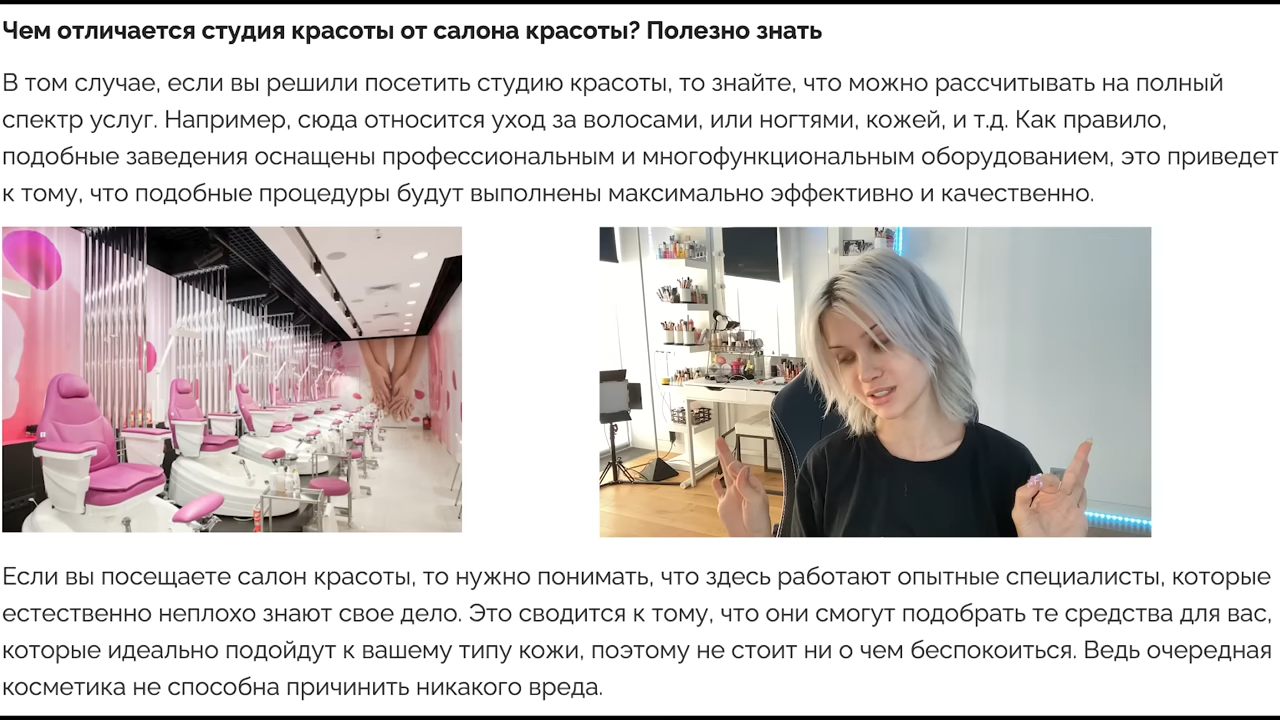 Чем отличается студия красоты от салона красоты? Полезно знать
В том случае, если вы решили посетить студию красоты, то знайте, что можно рассчитывать на полный
спектр услуг. Например, сюда относится уход за волосами, или ногтями, кожей, и т.д. Как правило,
подобные заведения оснащены профессиональным и многофункциональным оборудованием, это приведет
к тому, что подобные процедуры будут выполнены максимально эффективно и качественно.
Если вы посещаете салон красоты, то нужно понимать, что здесь работают опытные специалисты, которые
естественно неплохо знают свое дело. Это сводится к тому, что они смогут подобрать те средства для вас,
которые идеально подойдут к вашему типу кожи, поэтому не стоит ни о чем беспокоиться. Ведь очередная
косметика не способна причинить никакого вреда.